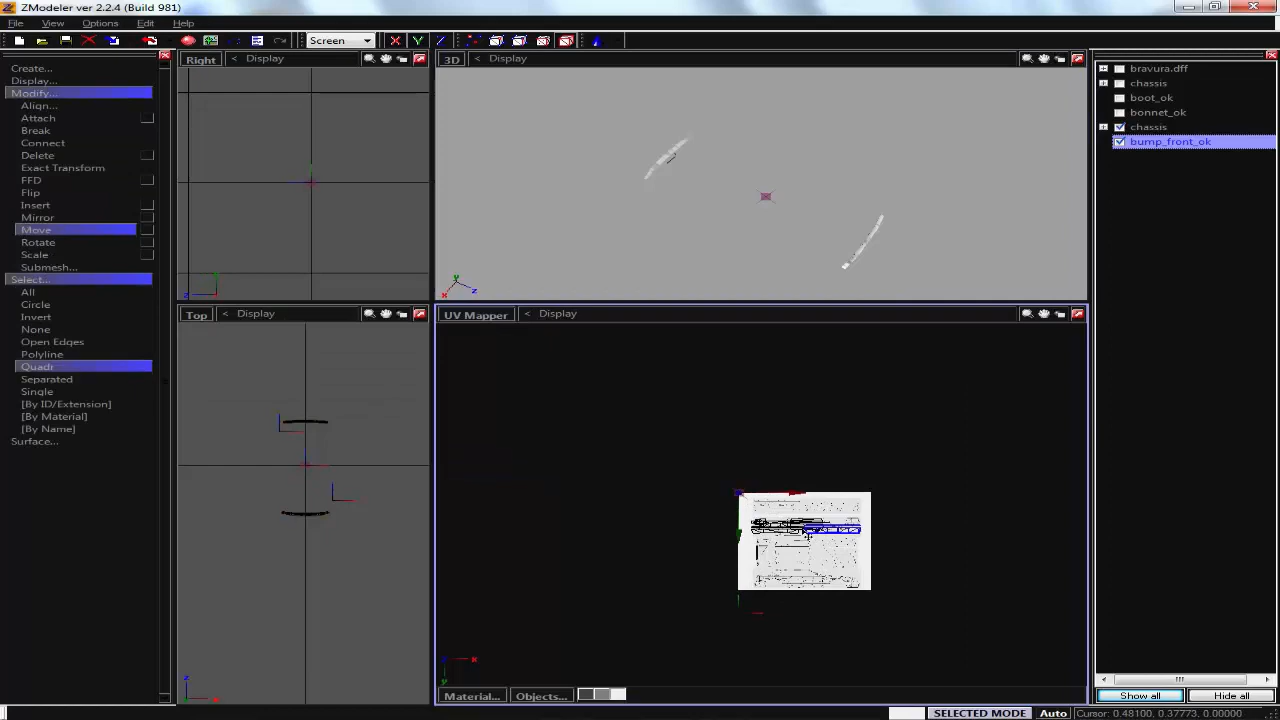 ZModeler ver 2.2.4 (Build 981)
File View Options Edit Help
Screen
Create...
Display...
Modify...
Align...
Attach
Break
Connect
Delete
Exact Transform
FFD
Flip
Insert
Mirror
Move
Rotate
Scale
Submesh...
Select...
All
Circle
Invert
None
Open Edges
Polyline
Quadr
Separated
Single
[By ID/Extension]
[By Material]
[By Name]
Surface...
Right < Display
3D < Display
Top < Display
UV Mapper < Display
Material... Objects...
bravura.dff
chassis
boot_ok
bonnet_ok
chassis
bump_front_ok
Show all Hide all
SELECTED MODE Auto Cursor: 0.48100, 0.37773, 0.00000